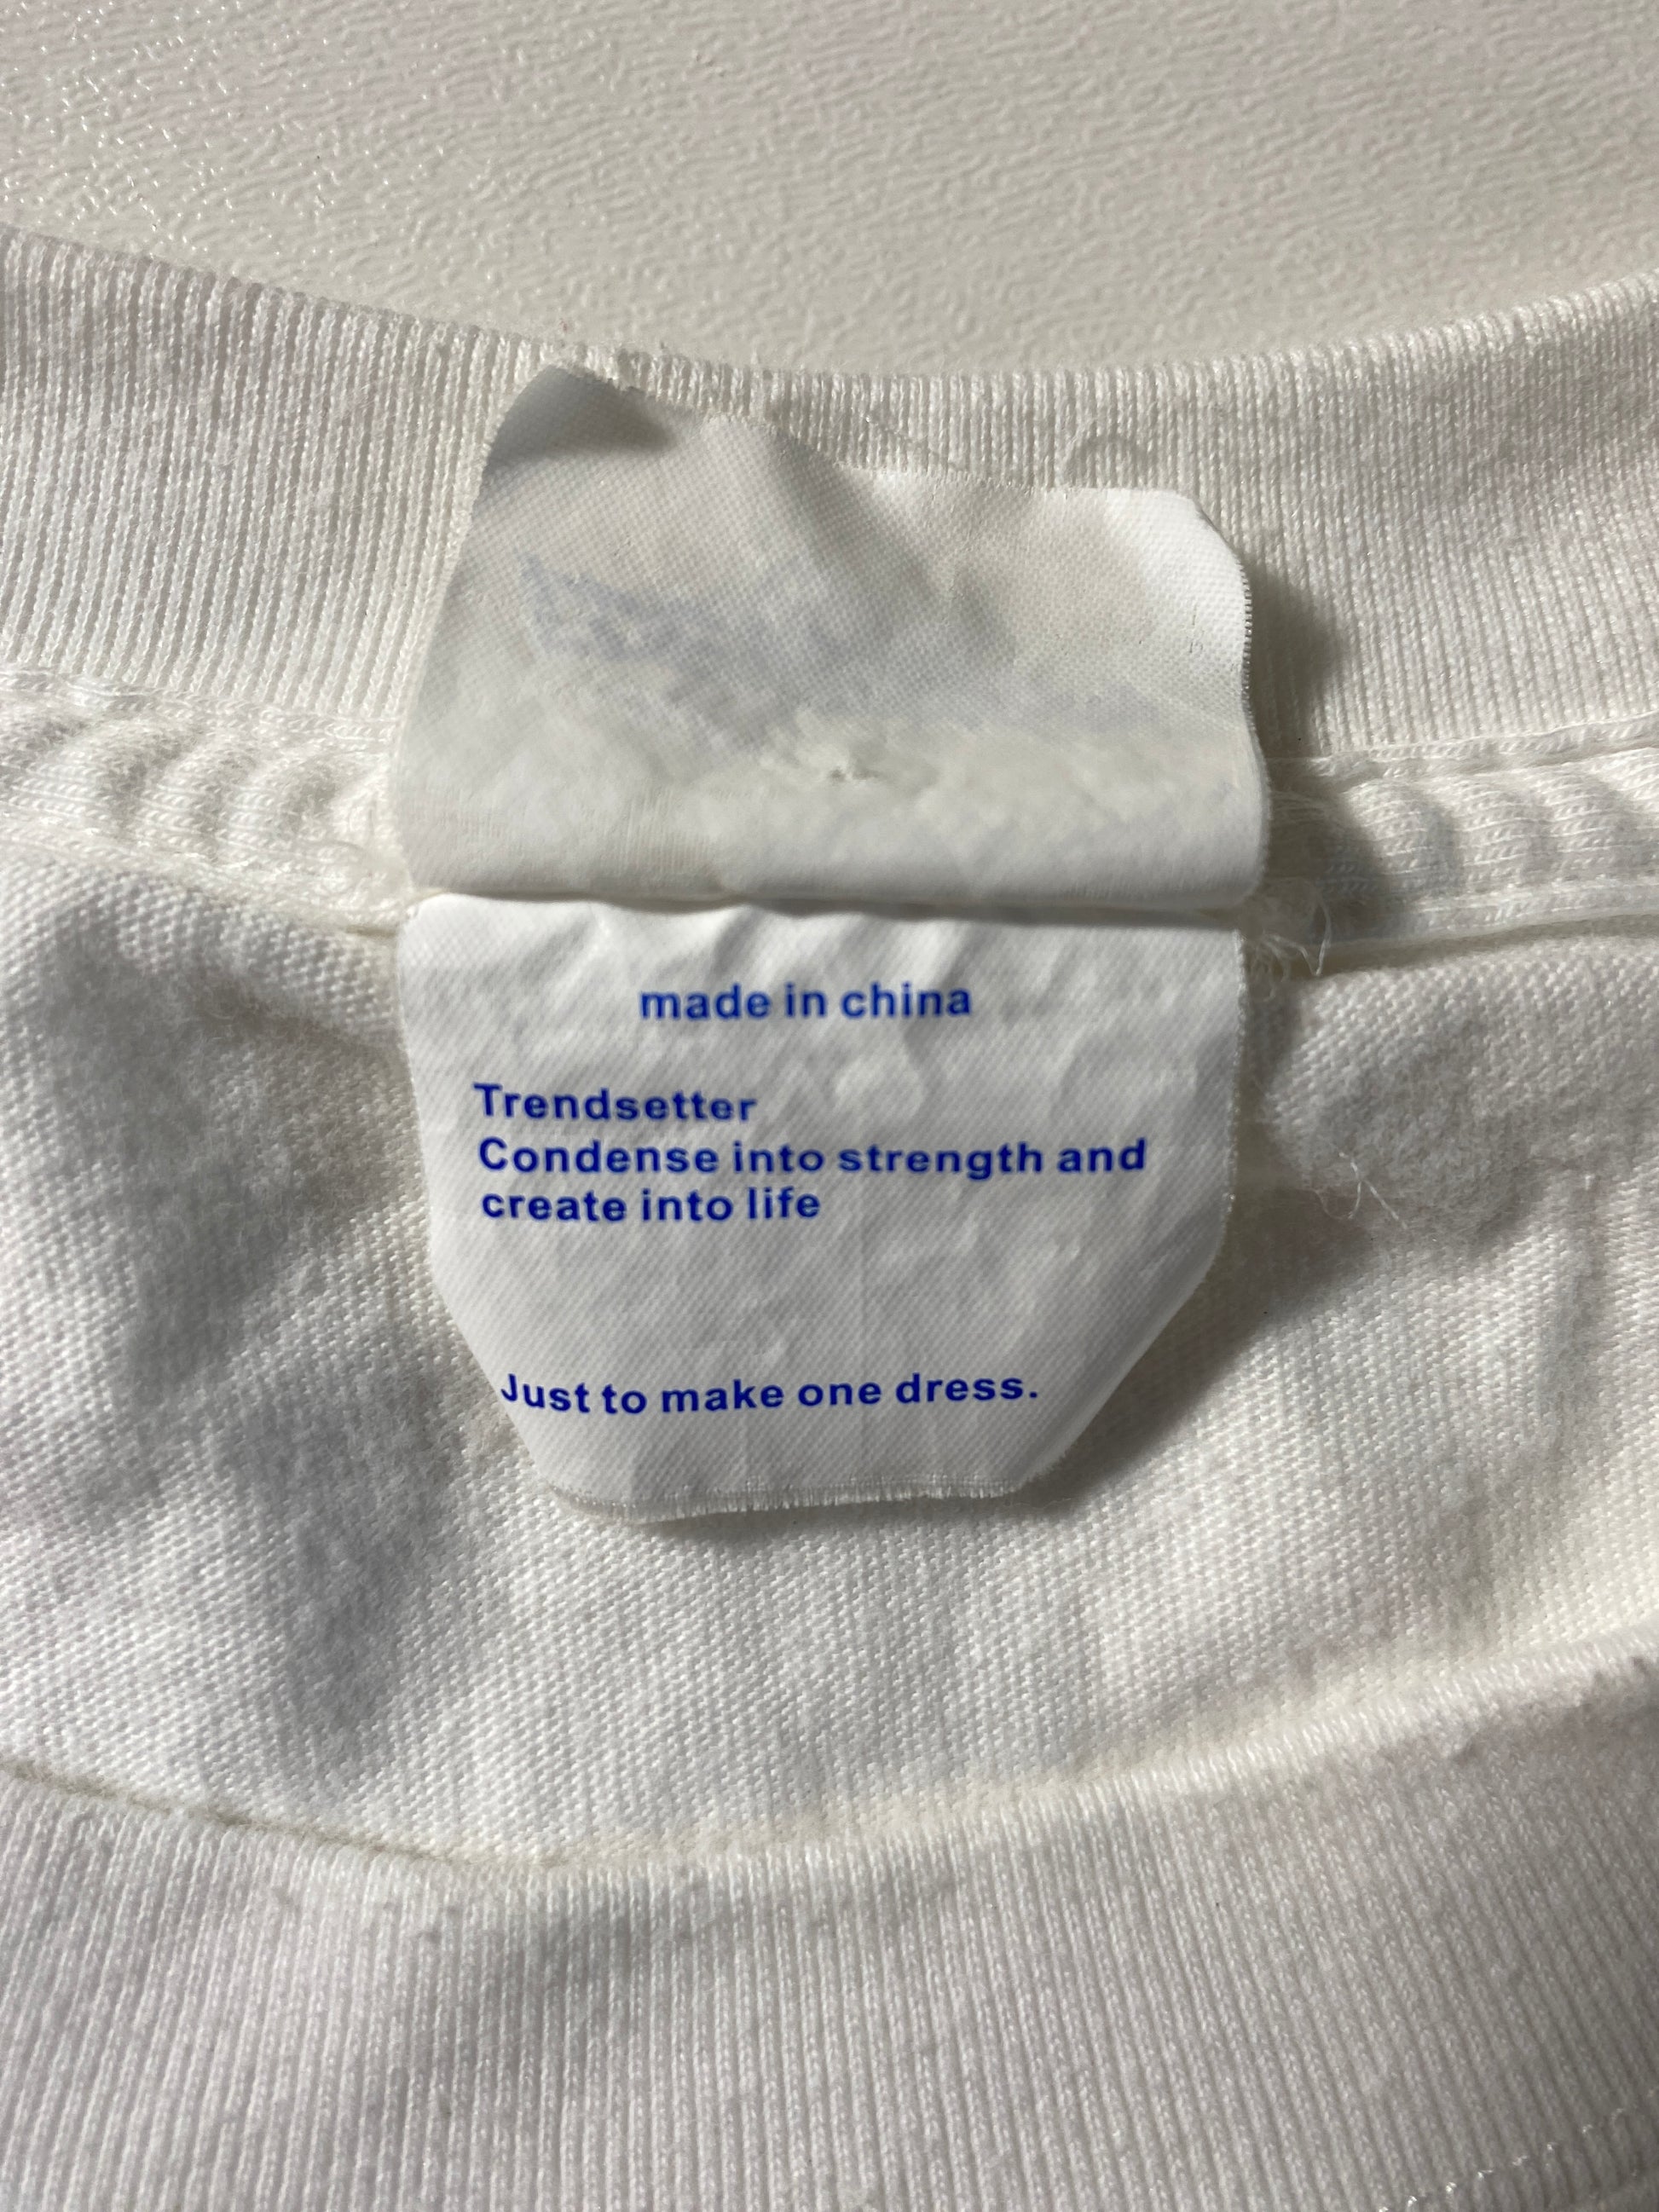 made in china
Trendsetter
Condense into strength and
create into life
Just to make one dress.